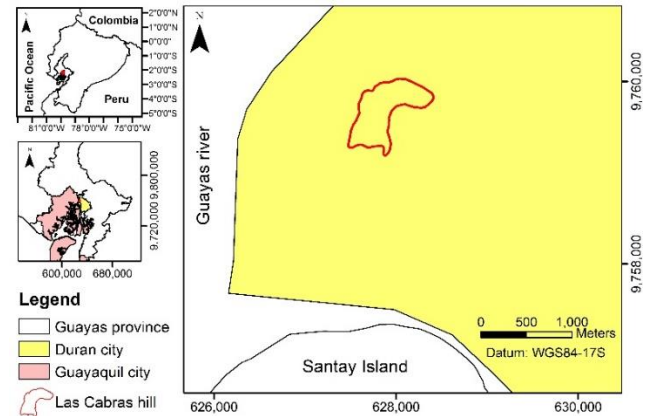 Colombia
Pacific Ocean
Peru
2°0'0"N
1°0'0"N
0°0'0"
1°0'0"S
2°0'0"S
3°0'0"S
4°0'0"S
5°0'0"S
81°0'0"W 78°0'0"W 75°0'0"W
N
9,800,000
9,720,000
600,000 680,000
Legend
Guayas province
Duran city
Guayaquil city
Las Cabras hill
N
Guayas river
Santay Island
0 500 1,000
Meters
Datum: WGS84-17S
9,760,000
9,758,000
626,000 628,000 630,000